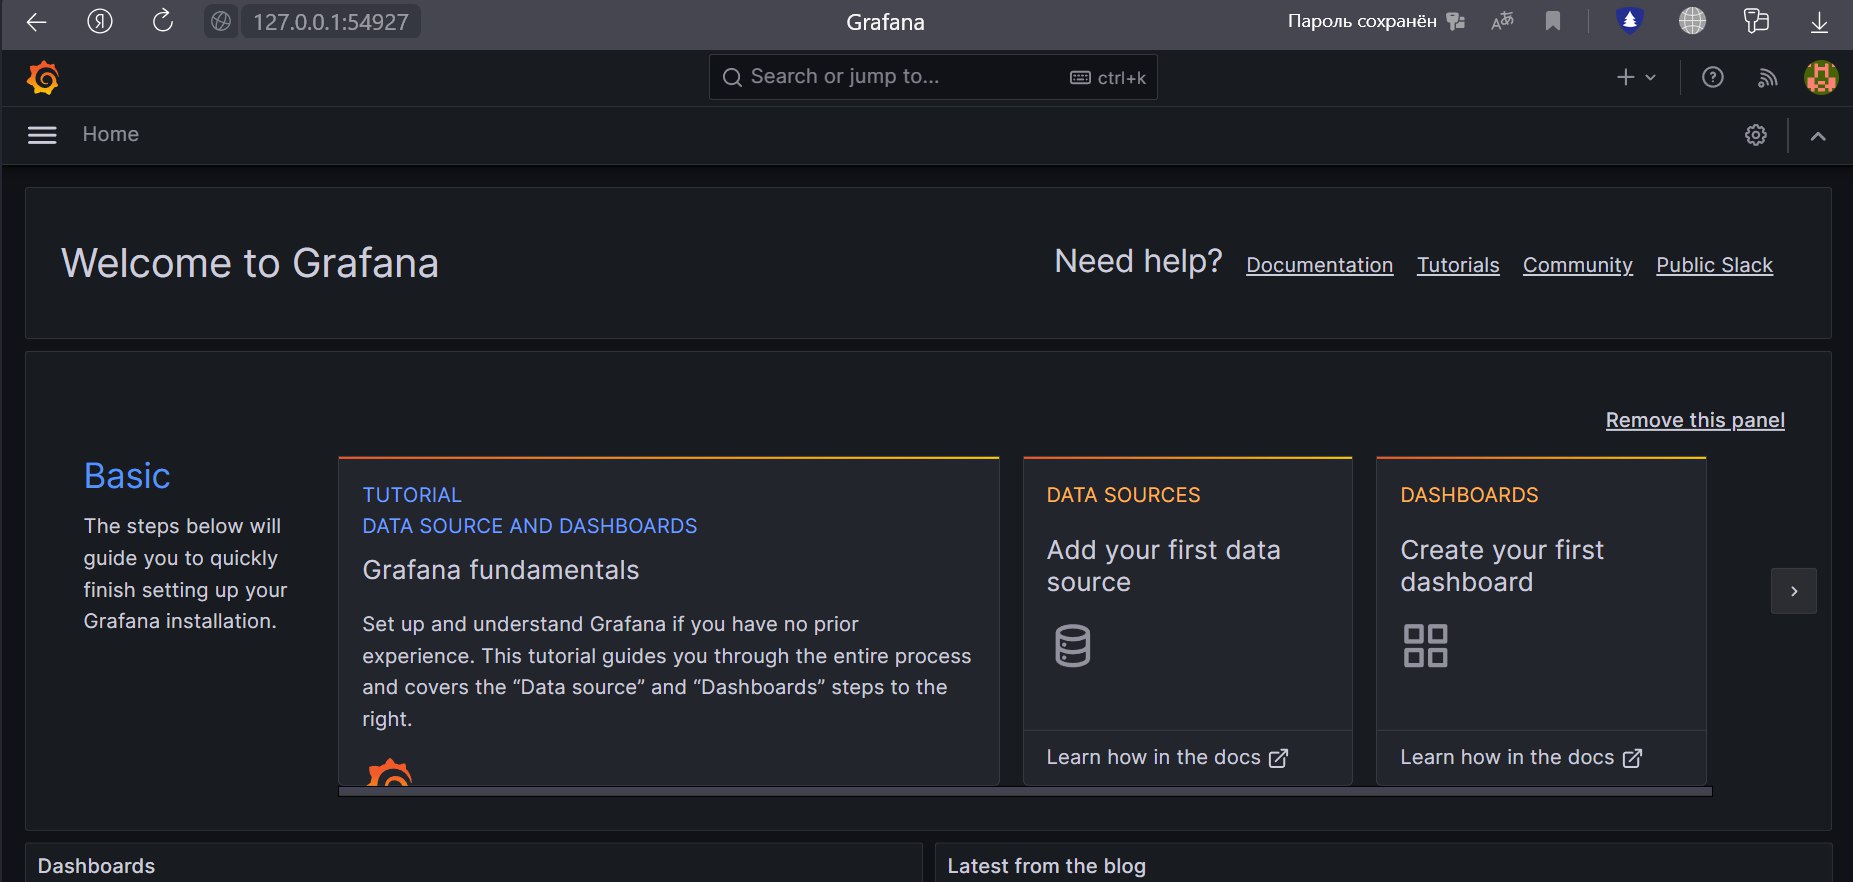 Я 127.0.0.1:54927 Grafana Пароль сохранён
Search or jump to... ctrl+k
Home
Welcome to Grafana
Need help? Documentation Tutorials Community Public Slack
Remove this panel
Basic
The steps below will
guide you to quickly
finish setting up your
Grafana installation.
TUTORIAL
DATA SOURCE AND DASHBOARDS
Grafana fundamentals
Set up and understand Grafana if you have no prior
experience. This tutorial guides you through the entire process
and covers the “Data source” and “Dashboards” steps to the
right.
DATA SOURCES
Add your first data
source
Learn how in the docs
DASHBOARDS
Create your first
dashboard
Learn how in the docs
Dashboards
Latest from the blog